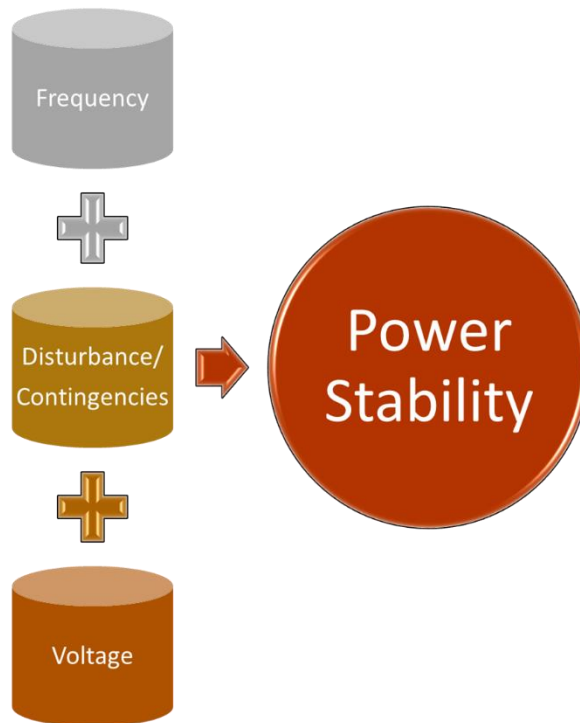 Frequency
Disturbance/
Contingencies
Voltage
Power
Stability